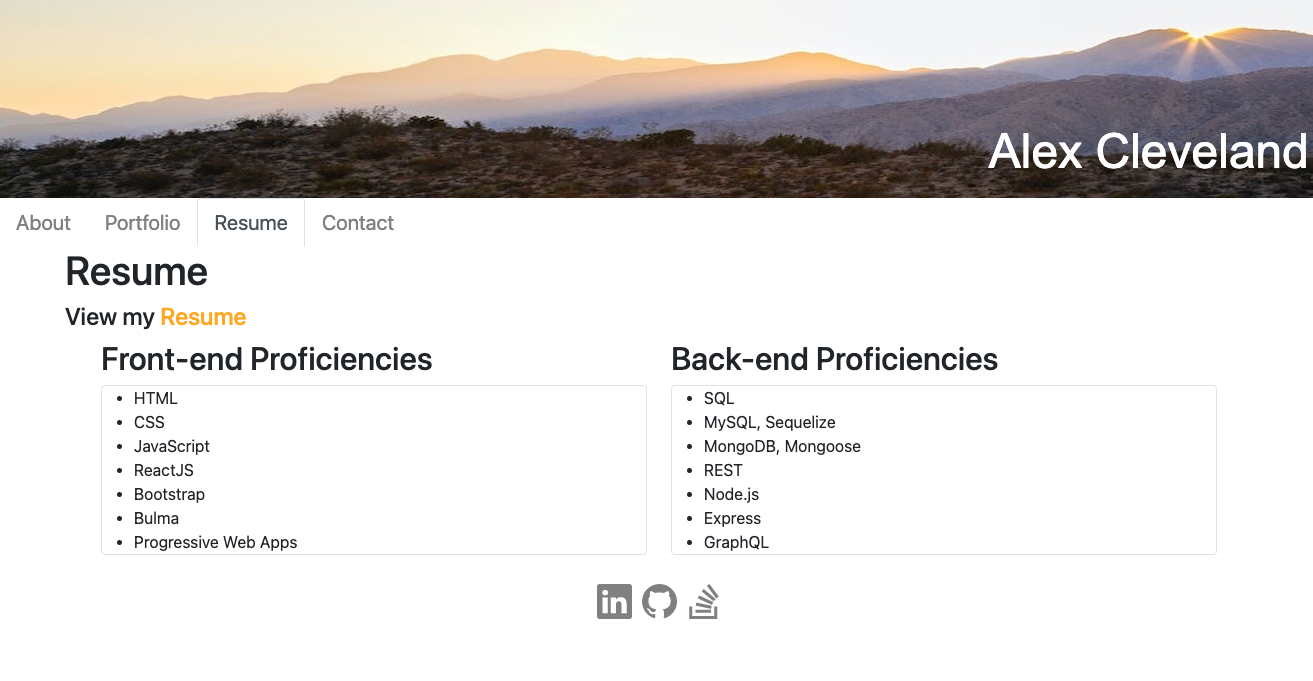 Alex Cleveland
About Portfolio Resume Contact
Resume
View my Resume
Front-end Proficiencies
HTML
CSS
JavaScript
ReactJS
Bootstrap
Bulma
Progressive Web Apps
Back-end Proficiencies
SQL
MySQL, Sequelize
MongoDB, Mongoose
REST
Node.js
Express
GraphQL
in